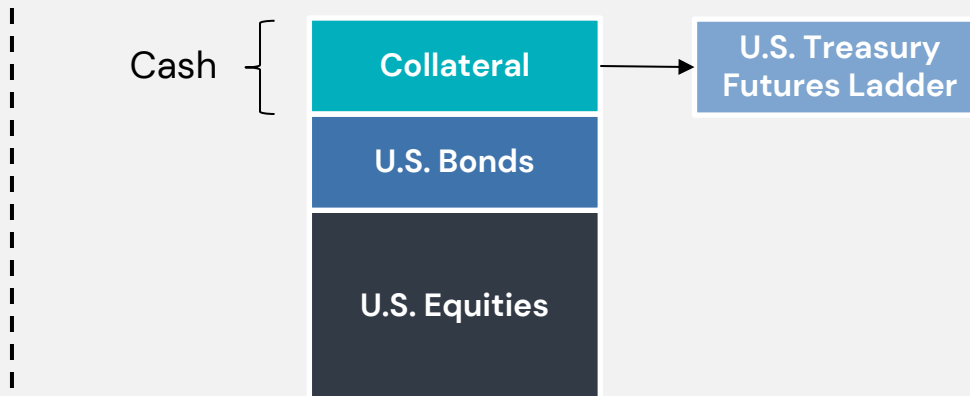 Cash
Collateral
U.S. Treasury
Futures Ladder
U.S. Bonds
U.S. Equities